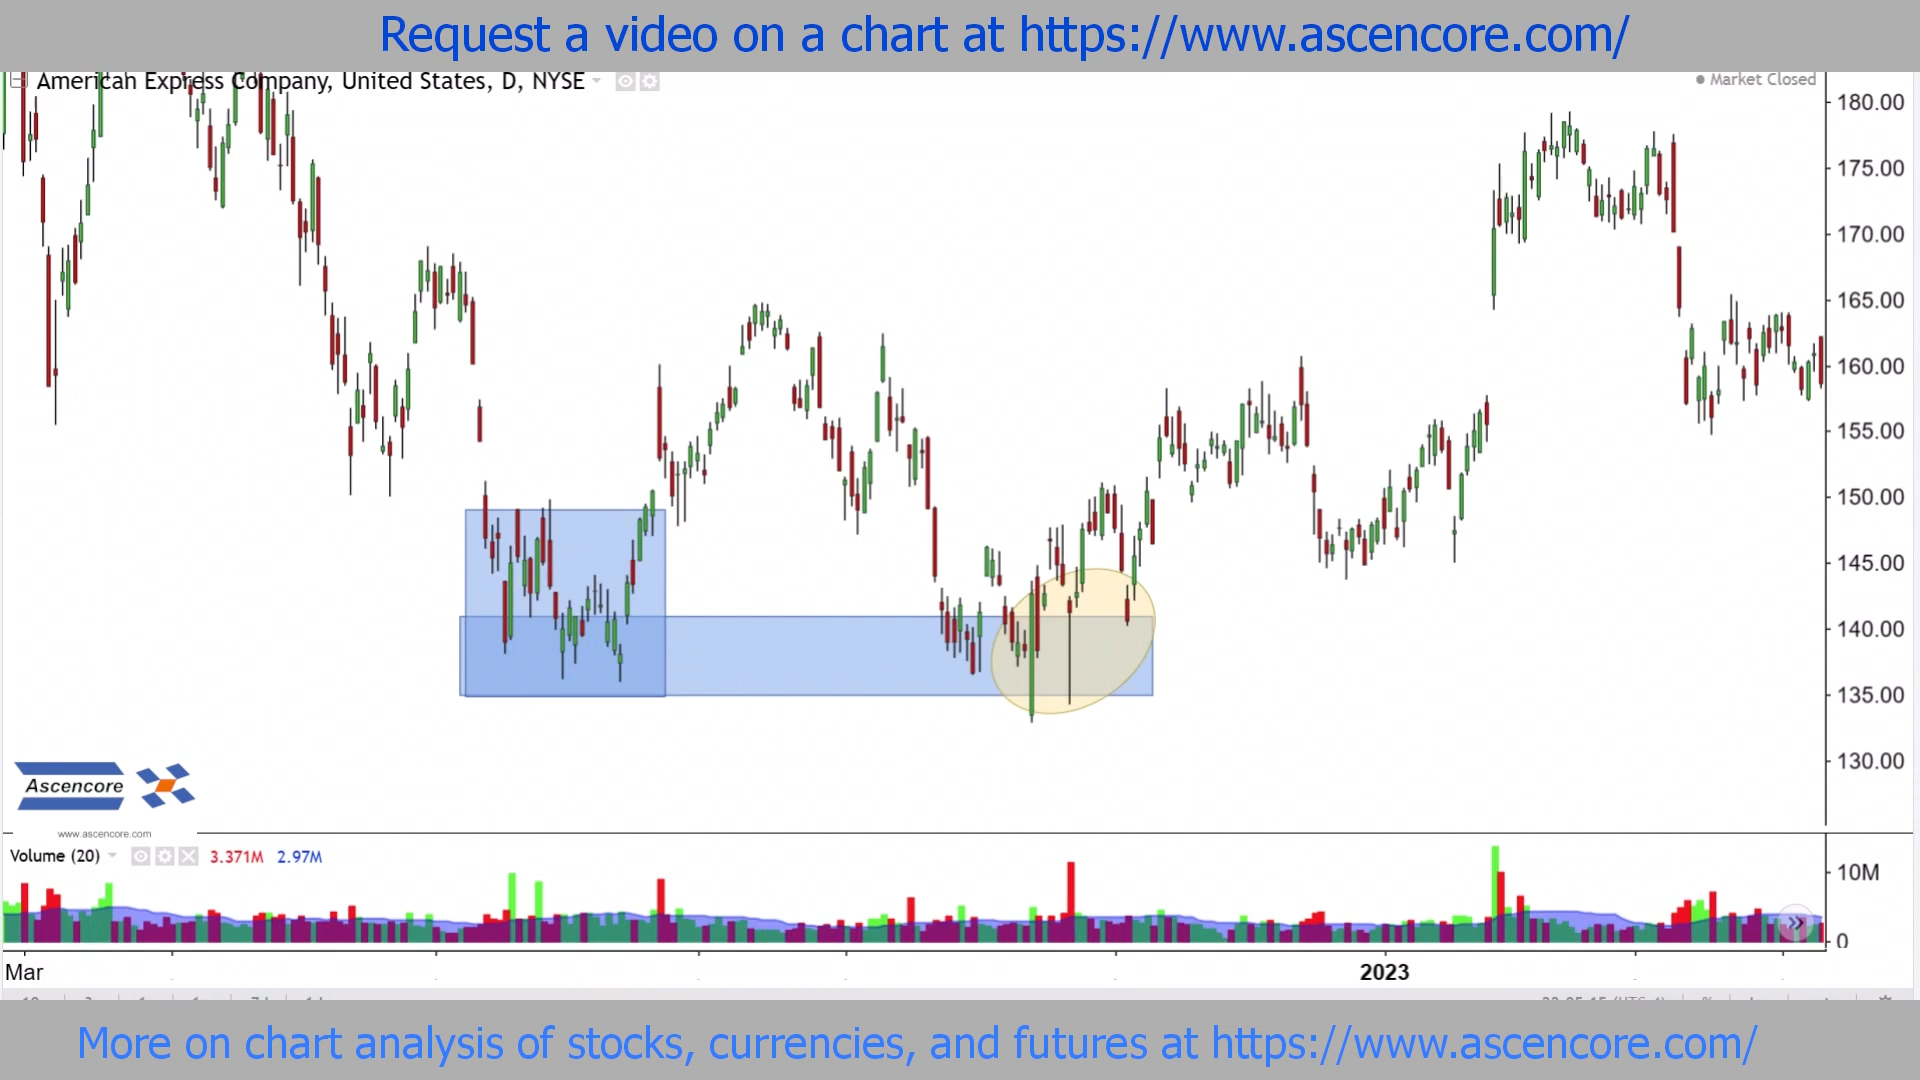 Request a video on a chart at https://www.ascencore.com/
American Express Company, United States, D, NYSE
Market Closed
180.00
175.00
170.00
165.00
160.00
155.00
150.00
145.00
140.00
135.00
130.00
Ascencore
www.ascencore.com
Volume (20) 3.371M 2.97M
10M
0
Mar 2023
More on chart analysis of stocks, currencies, and futures at https://www.ascencore.com/